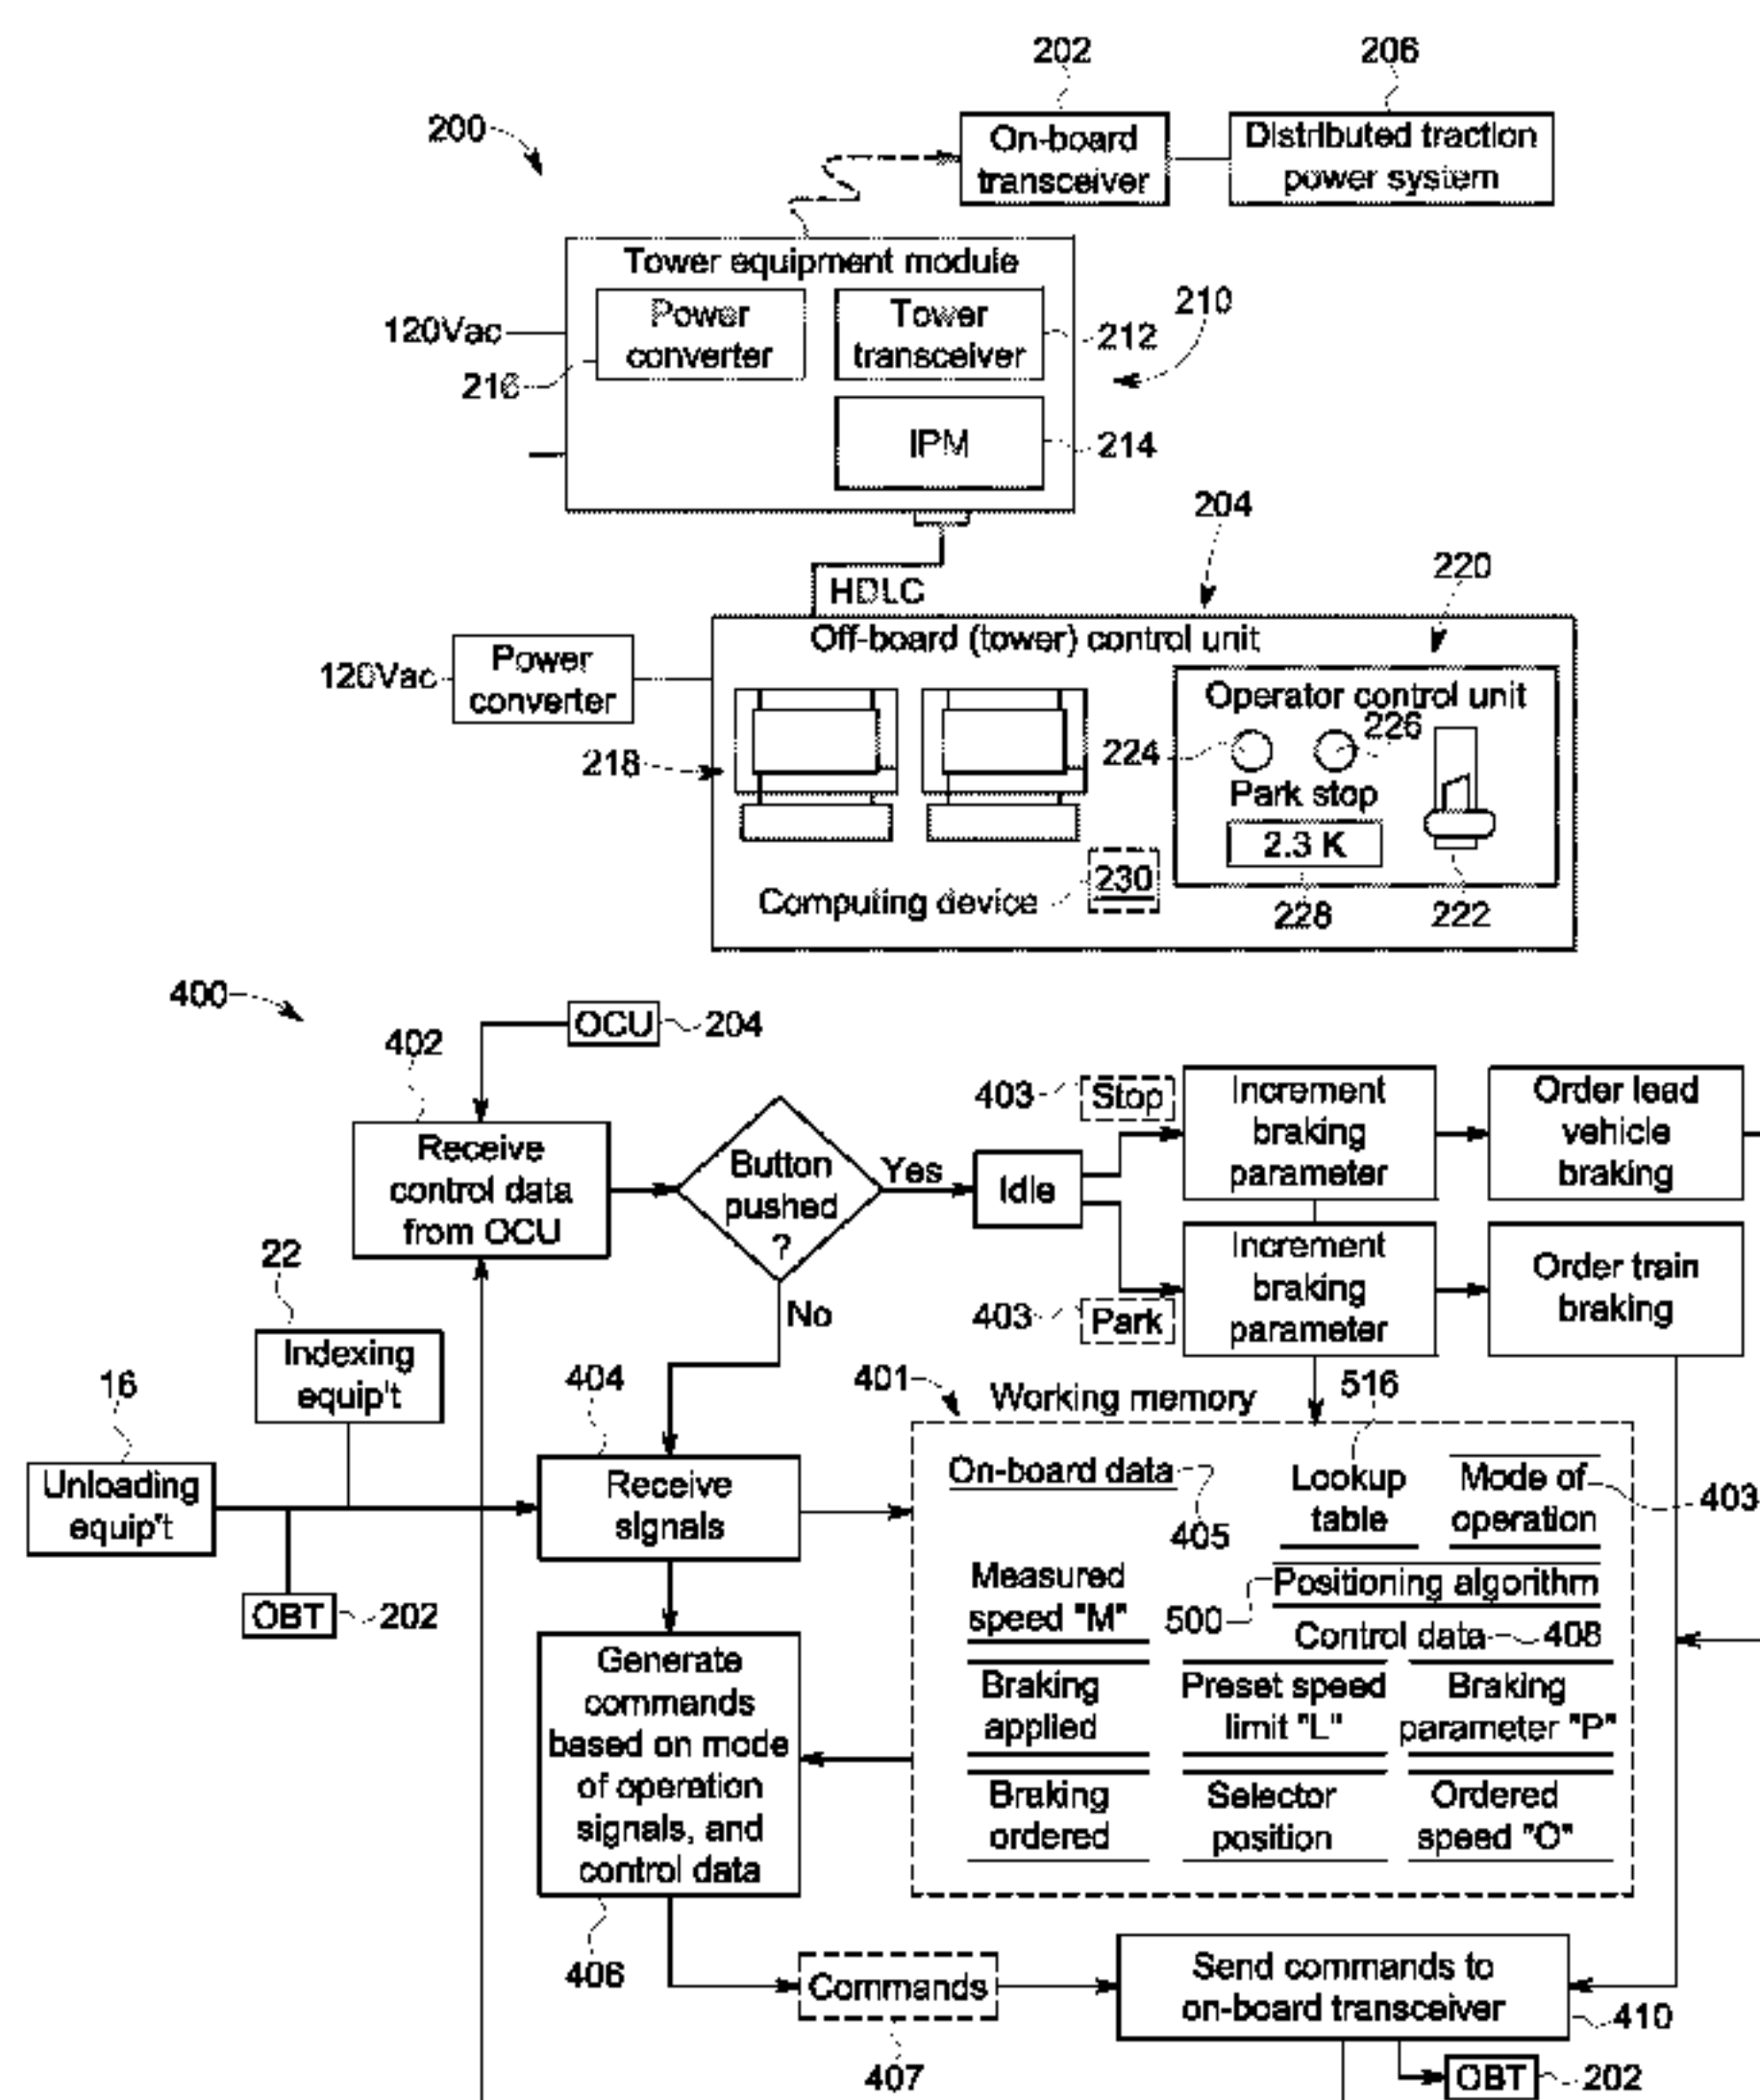 202
206
200
On-board
transceiver
Distributed traction
power system
Tower equipment module
Power
converter
Tower
transceiver
210
120Vac
212
216
IPM
214
204
HDLC
220
Off-board (tower) control unit
120Vac
Power
converter
Operator control unit
226
224
218
Park stop
2.3 K
Computing device
230
228
222
400
OCU
204
402
403
Stop
Increment
braking
parameter
Order lead
vehicle
braking
Receive
control data
from OCU
Button
pushed
?
Yes
Idle
22
No
403
Park
Increment
braking
parameter
Order train
braking
Indexing
equip't
16
404
401
Working memory
516
Unloading
equip't
Receive
signals
On-board data
405
Lookup
table
Mode of
operation
403
OBT
202
Measured
speed "M"
500
Positioning algorithm
Control data
408
Generate
commands
based on mode
of operation
signals, and
control data
Braking
applied
Preset speed
limit "L"
Braking
parameter "P"
Braking
ordered
Selector
position
Ordered
speed "O"
406
Commands
407
Send commands to
on-board transceiver
410
OBT
202